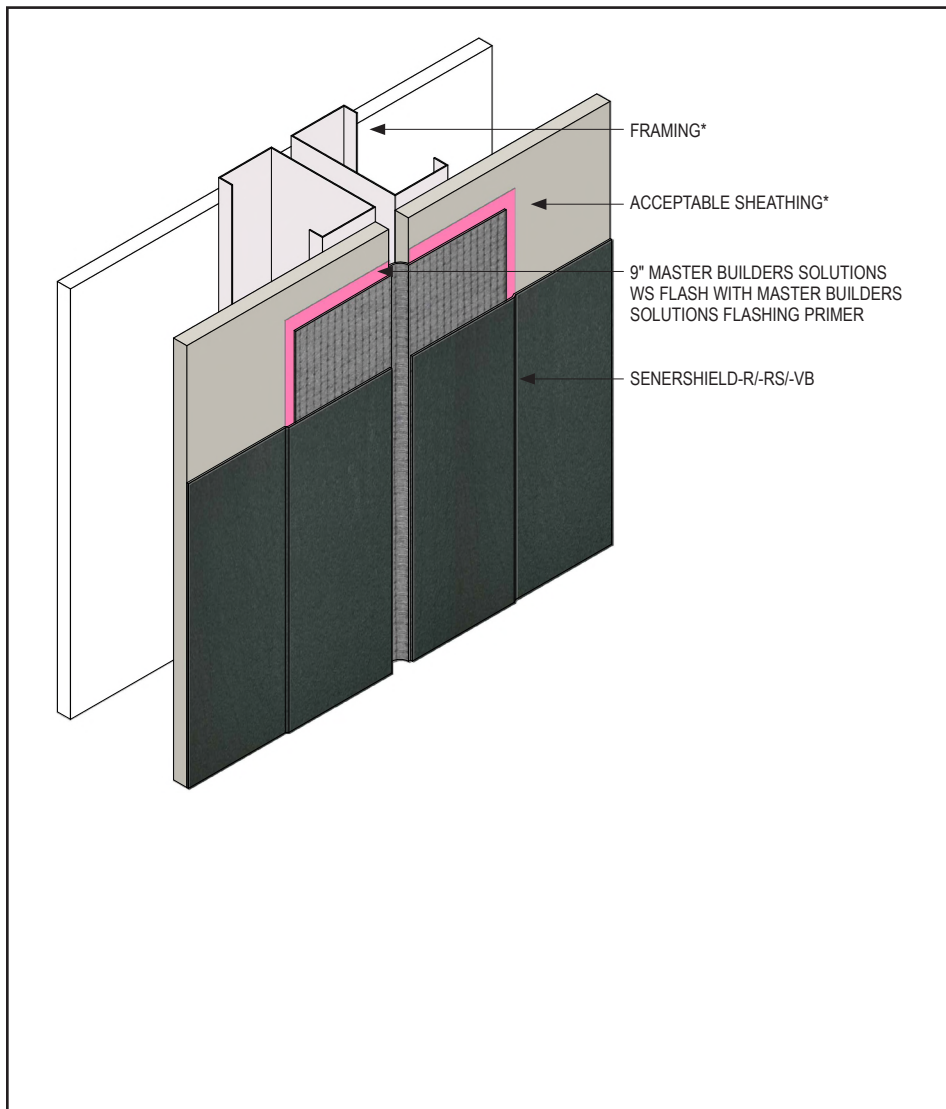 FRAMING*
ACCEPTABLE SHEATHING*
9" MASTER BUILDERS SOLUTIONS
WS FLASH WITH MASTER BUILDERS
SOLUTIONS FLASHING PRIMER
SENERSHIELD-R/-RS/-VB